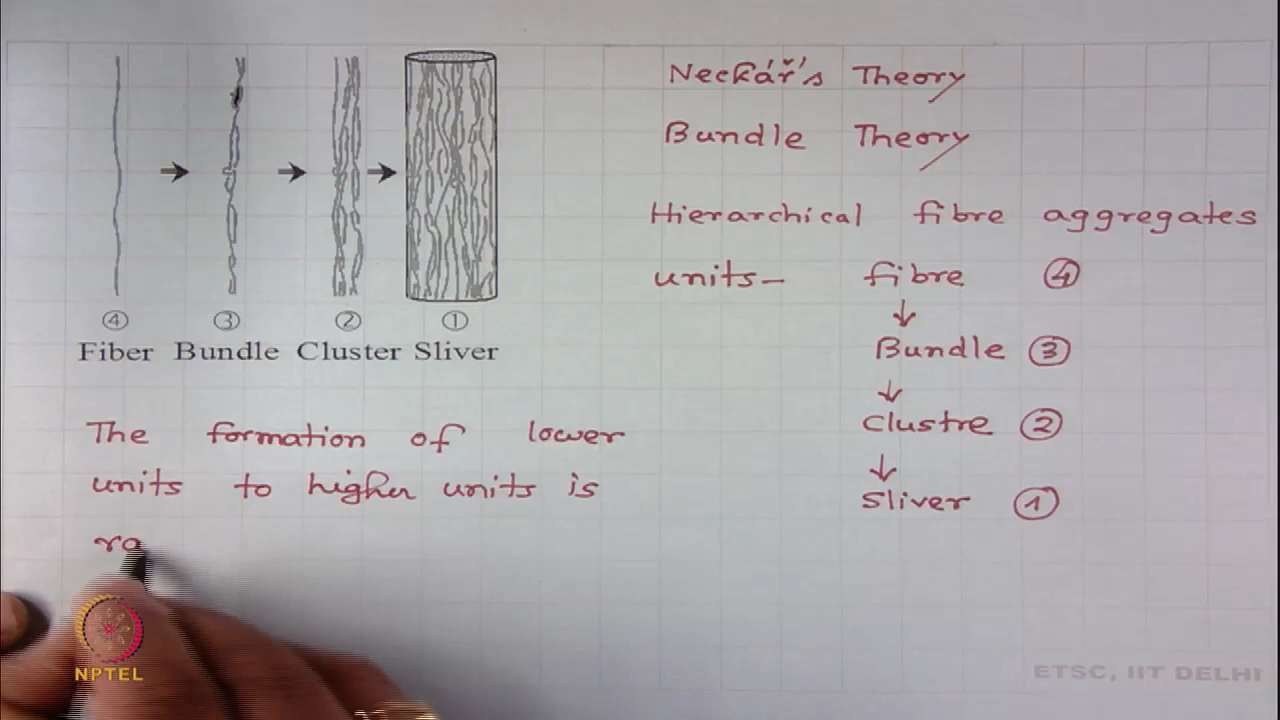 Neckář's Theory
Bundle Theory
Hierarchical fibre aggregates
units- fibre ④
↓
Bundle ③
↓
Clustre ②
↓
Sliver ①
④ ③ ② ①
Fiber Bundle Cluster Sliver
The formation of lower
units to higher units is
ra
NPTEL
ETSC, IIT DELHI